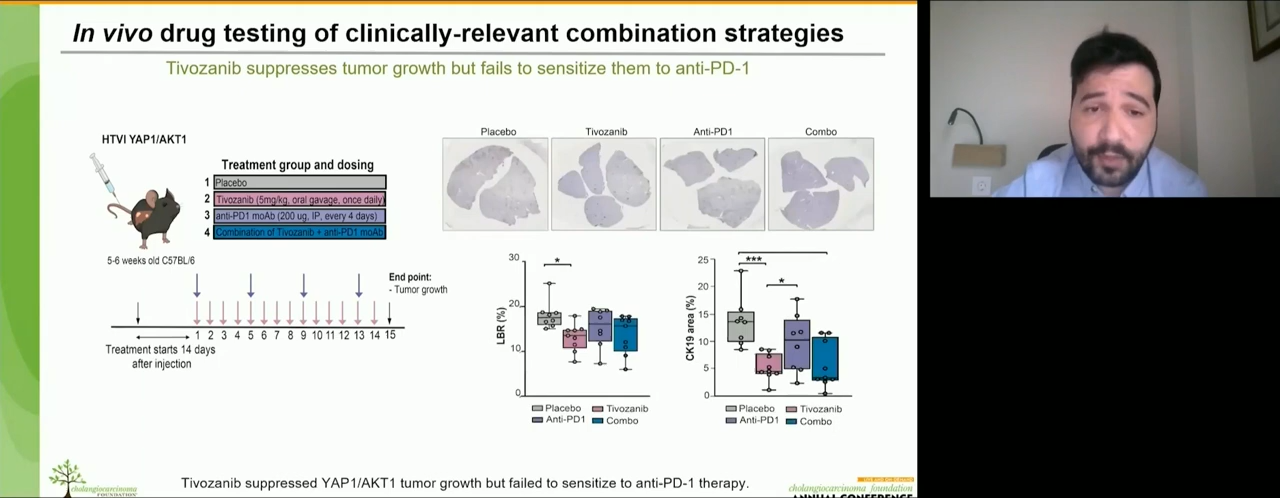 In vivo drug testing of clinically-relevant combination strategies
Tivozanib suppresses tumor growth but fails to sensitize them to anti-PD-1
HTVI YAP1/AKT1
Treatment group and dosing
1 Placebo
2 Tivozanib (5mg/kg, oral gavage, once daily)
3 anti-PD1 moAb (200 ug, IP, every 4 days)
4 Combination of Tivozanib + anti-PD1 moAb
5-6 weeks old C57BL/6
End point:
- Tumor growth
1 2 3 4 5 6 7 8 9 10 11 12 13 14 15
Treatment starts 14 days
after injection
Placebo Tivozanib Anti-PD1 Combo
LBR (%)
30
20
10
0
*
Placebo Tivozanib
Anti-PD1 Combo
CK19 area (%)
25
20
15
10
5
0
***
*
Placebo Tivozanib
Anti-PD1 Combo
Tivozanib suppressed YAP1/AKT1 tumor growth but failed to sensitize to anti-PD-1 therapy.
cholangiocarcinoma
FOUNDATION
cholangiocarcinoma foundation
ANNUAL CONFERENCE